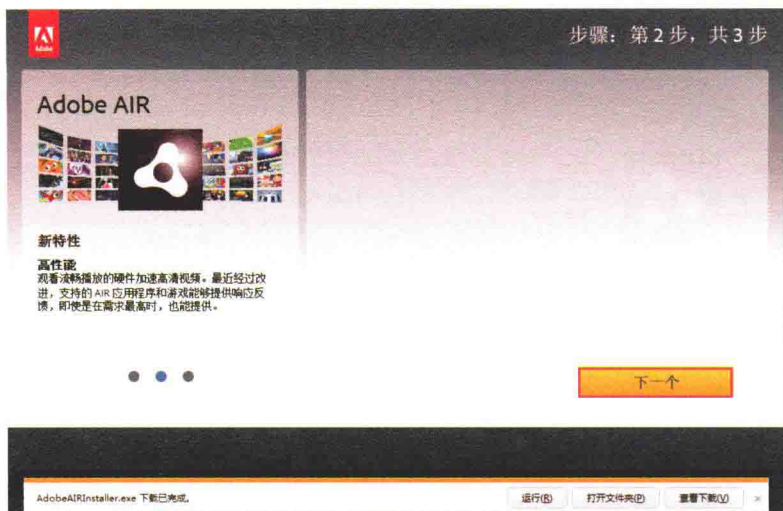 Adobe
步骤：第2步，共3步
Adobe AIR
新特性
高性能
观看流畅播放的硬件加速高清视频。最近经过改
进，支持的 AIR 应用程序和游戏能够提供响应反
馈，即使是在需求最高时，也能提供。
下一个
AdobeAIRInstaller.exe 下载已完成。
运行(R)
打开文件夹(P)
查看下载(V)
×